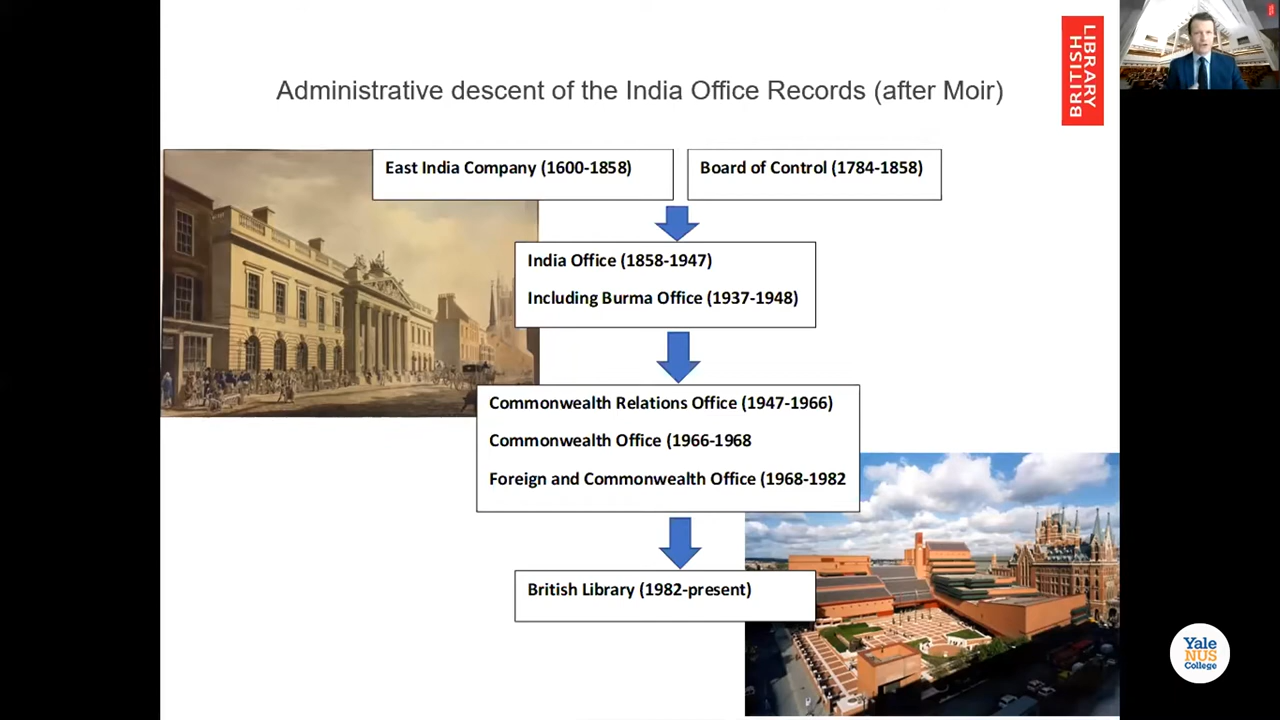 Administrative descent of the India Office Records (after Moir)
LIBRARY
BRITISH
East India Company (1600-1858)
Board of Control (1784-1858)
India Office (1858-1947)
Including Burma Office (1937-1948)
Commonwealth Relations Office (1947-1966)
Commonwealth Office (1966-1968
Foreign and Commonwealth Office (1968-1982
British Library (1982-present)
Yale
NUS
College